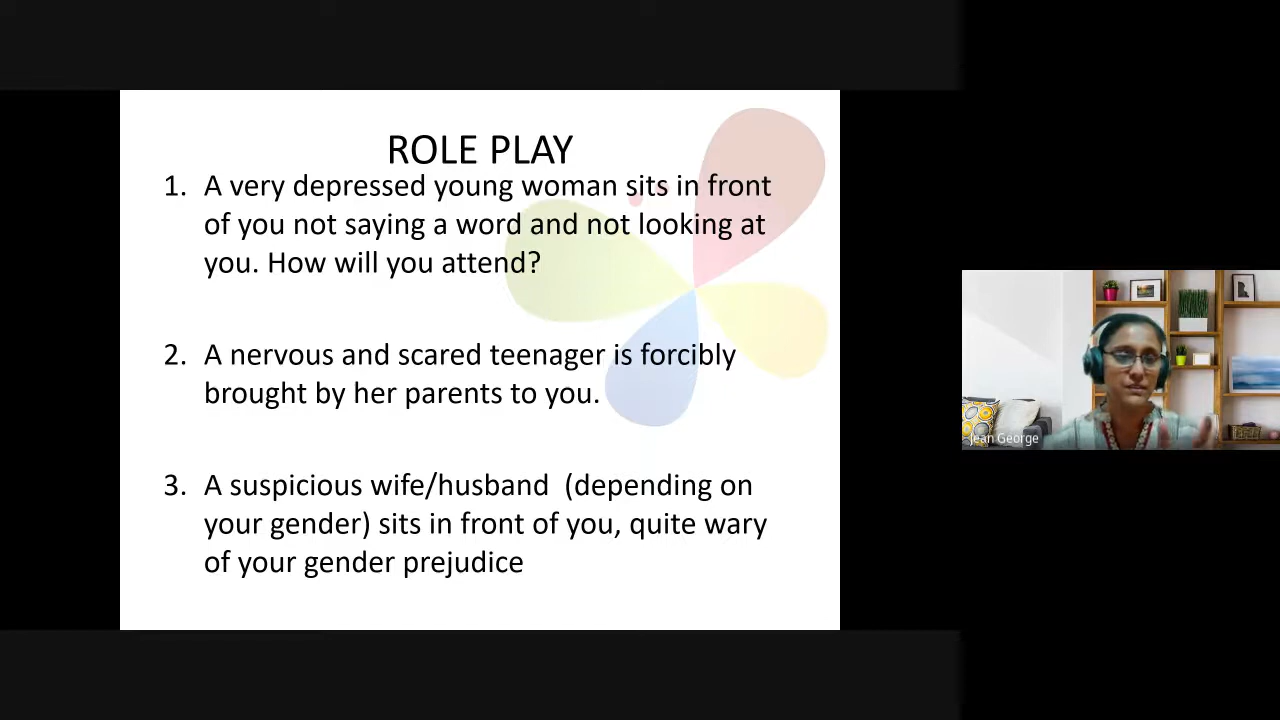 ROLE PLAY
1. A very depressed young woman sits in front
of you not saying a word and not looking at
you. How will you attend?
2. A nervous and scared teenager is forcibly
brought by her parents to you.
3. A suspicious wife/husband  (depending on
your gender) sits in front of you, quite wary
of your gender prejudice
Jean George